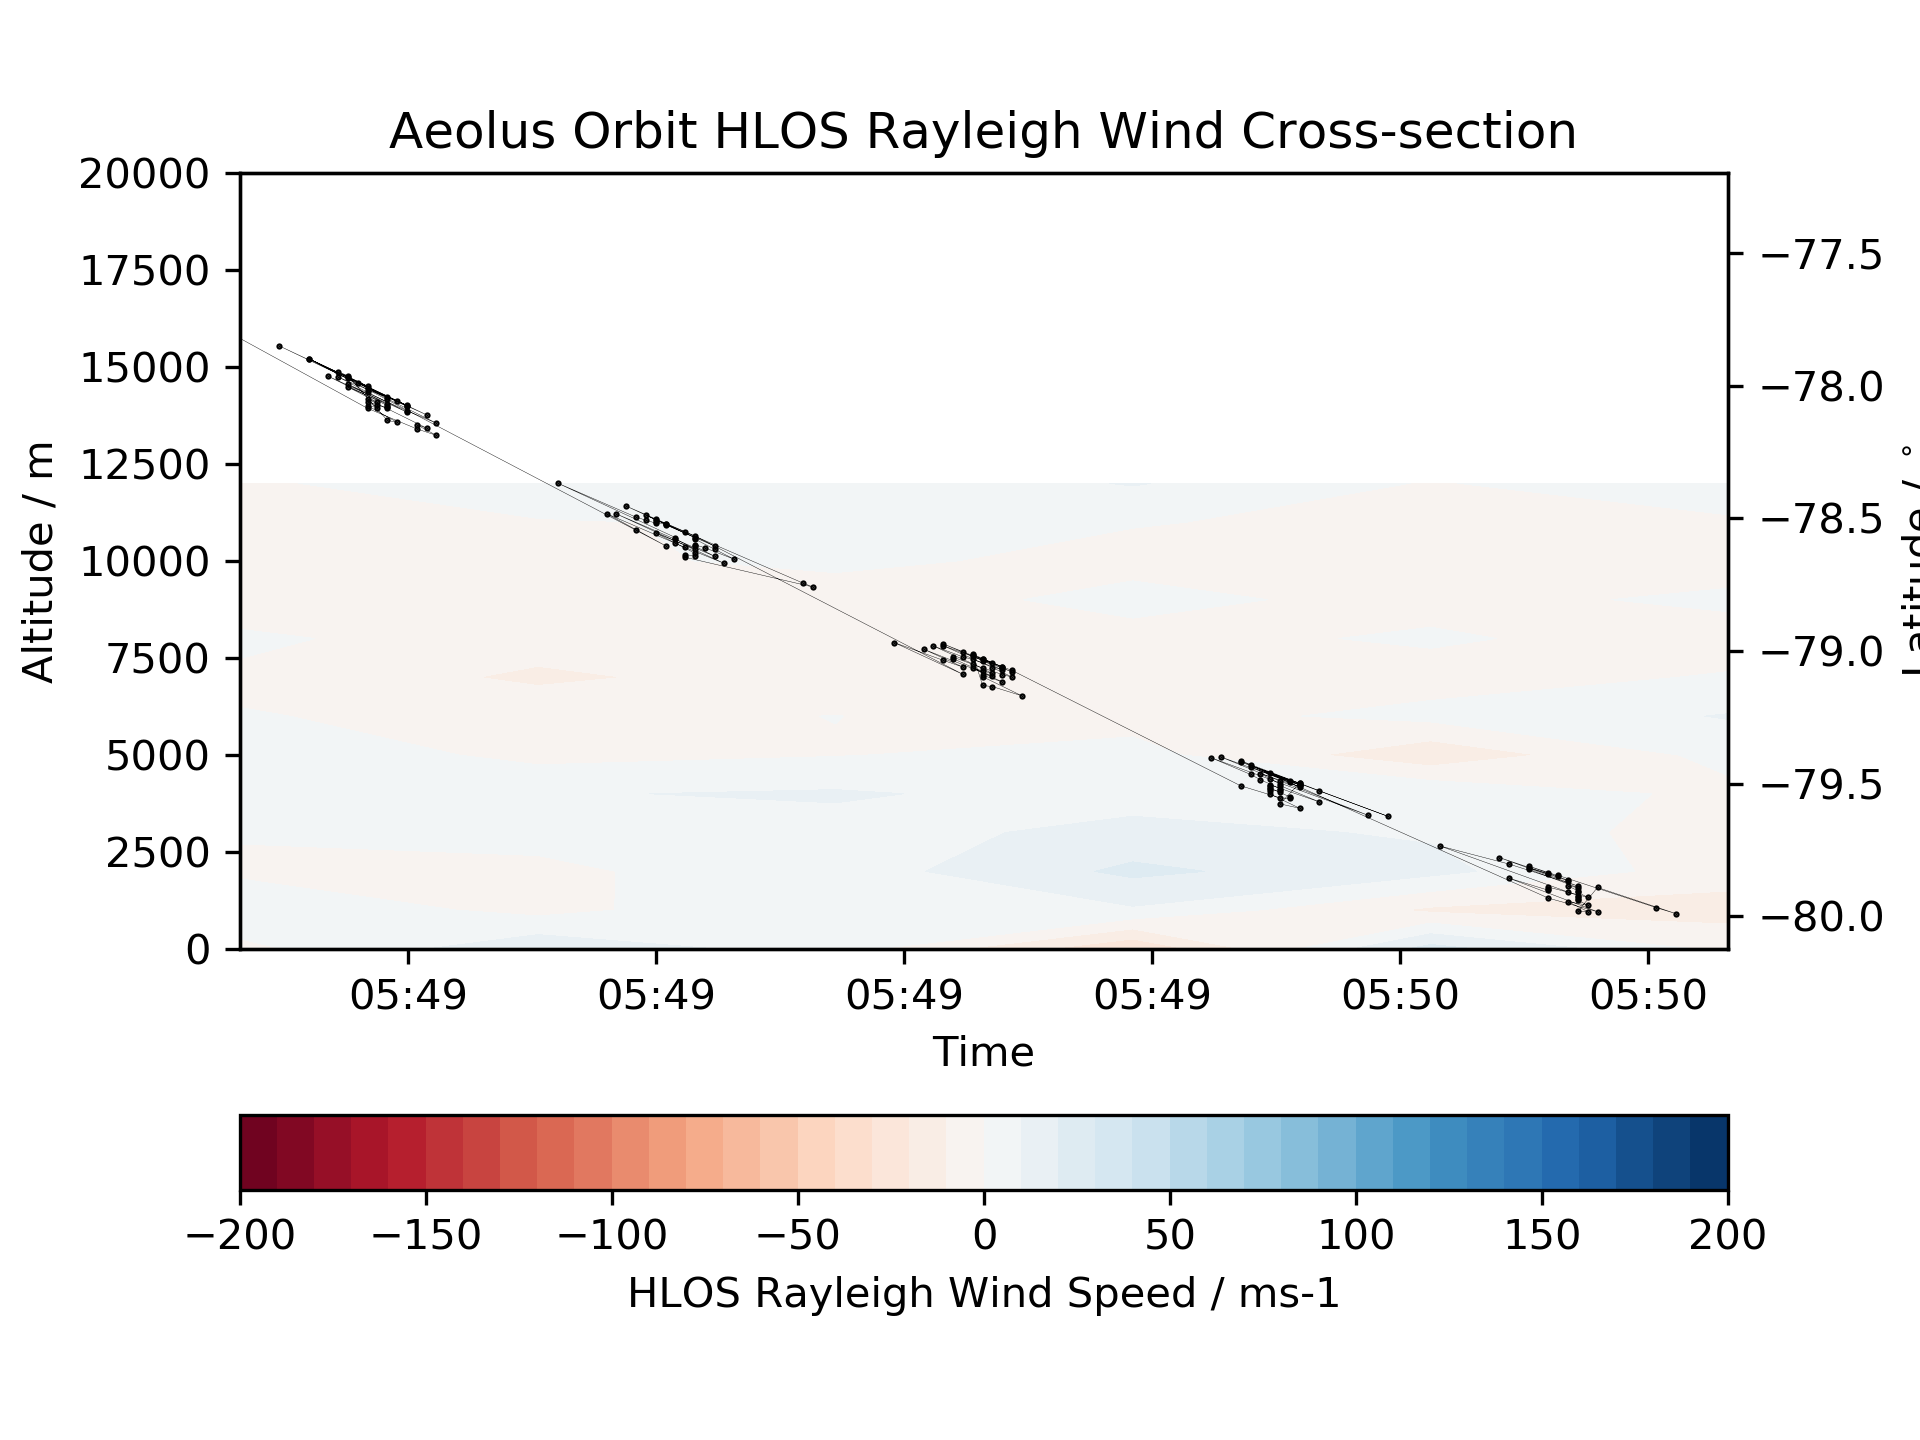 Aeolus Orbit HLOS Rayleigh Wind Cross-section
20000
17500
15000
12500
10000
7500
5000
2500
0
Altitude / m
−77.5
−78.0
−78.5
−79.0
−79.5
−80.0
Latitude / °
05:49 05:49 05:49 05:49 05:50 05:50
Time
−200 −150 −100 −50 0 50 100 150 200
HLOS Rayleigh Wind Speed / ms-1